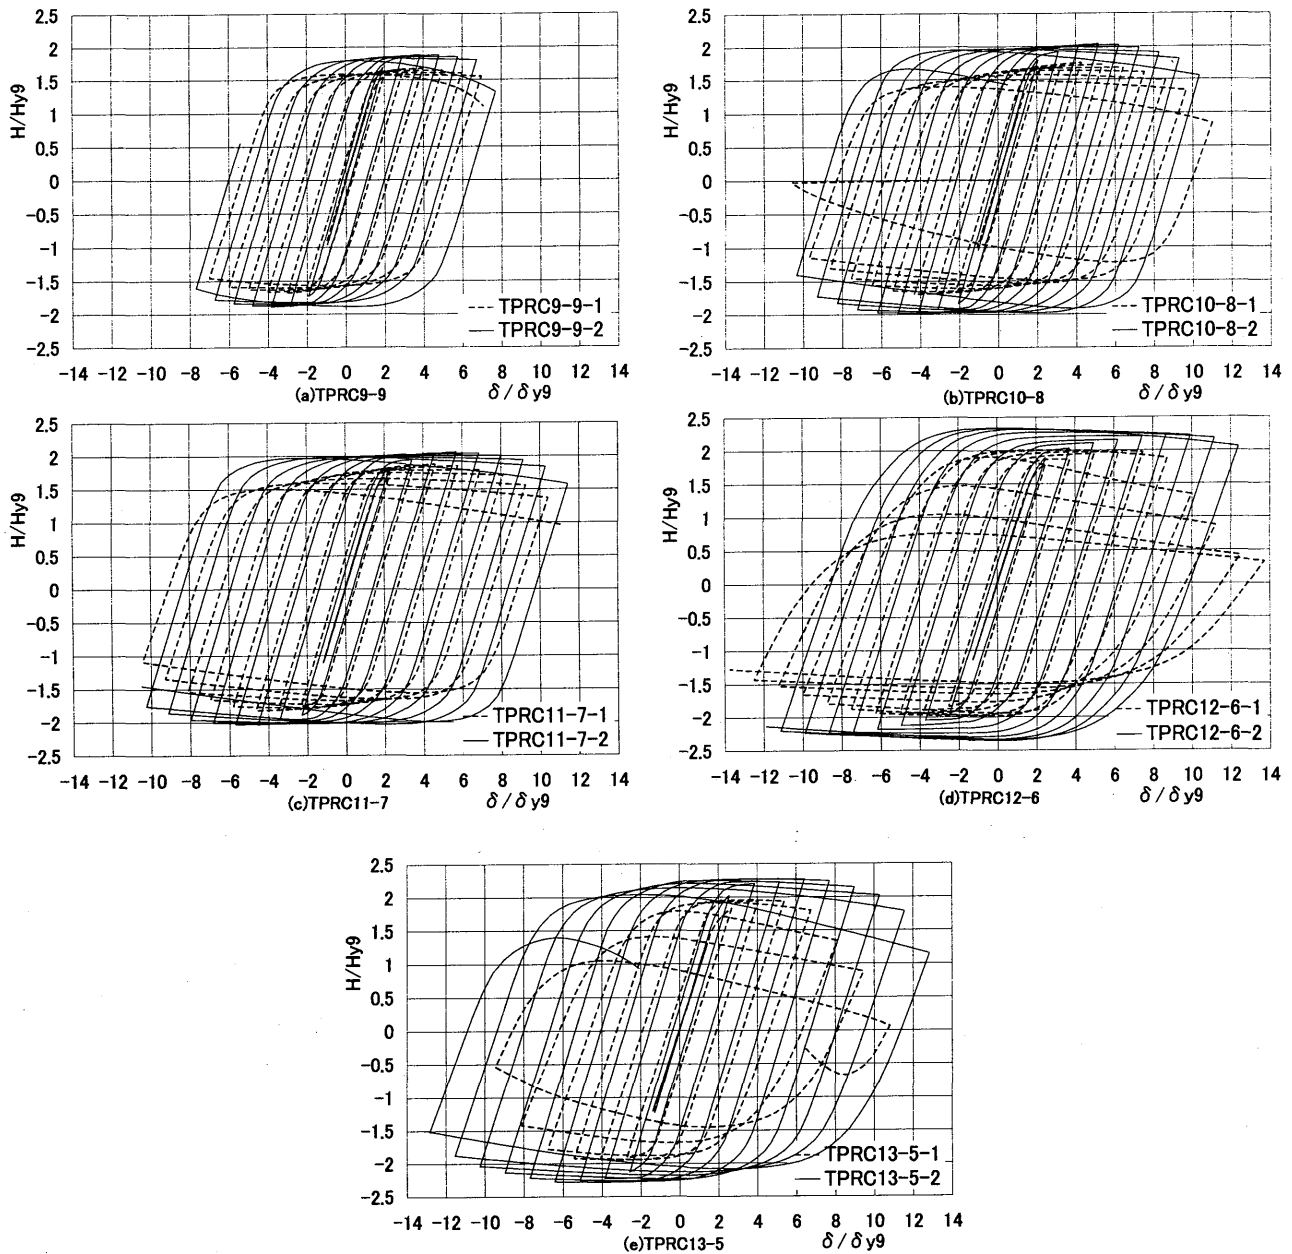 2.5
2
1.5
1
0.5
0
-0.5
-1
-1.5
-2
-2.5
H/Hy9
---TPRC9-9-1
—TPRC9-9-2
-14 -12 -10 -8 -6 -4 -2 0 2 4 6 8 10 12 14
(a)TPRC9-9 δ/δy9
2.5
2
1.5
1
0.5
0
-0.5
-1
-1.5
-2
-2.5
H/Hy9
---TPRC10-8-1
—TPRC10-8-2
-14 -12 -10 -8 -6 -4 -2 0 2 4 6 8 10 12 14
(b)TPRC10-8 δ/δy9
2.5
2
1.5
1
0.5
0
-0.5
-1
-1.5
-2
-2.5
H/Hy9
---TPRC11-7-1
—TPRC11-7-2
-14 -12 -10 -8 -6 -4 -2 0 2 4 6 8 10 12 14
(c)TPRC11-7 δ/δy9
2.5
2
1.5
1
0.5
0
-0.5
-1
-1.5
-2
-2.5
H/Hy9
---TPRC12-6-1
—TPRC12-6-2
-14 -12 -10 -8 -6 -4 -2 0 2 4 6 8 10 12 14
(d)TPRC12-6 δ/δy9
2.5
2
1.5
1
0.5
0
-0.5
-1
-1.5
-2
-2.5
H/Hy9
---TPRC13-5-1
—TPRC13-5-2
-14 -12 -10 -8 -6 -4 -2 0 2 4 6 8 10 12 14
(e)TPRC13-5 δ/δy9